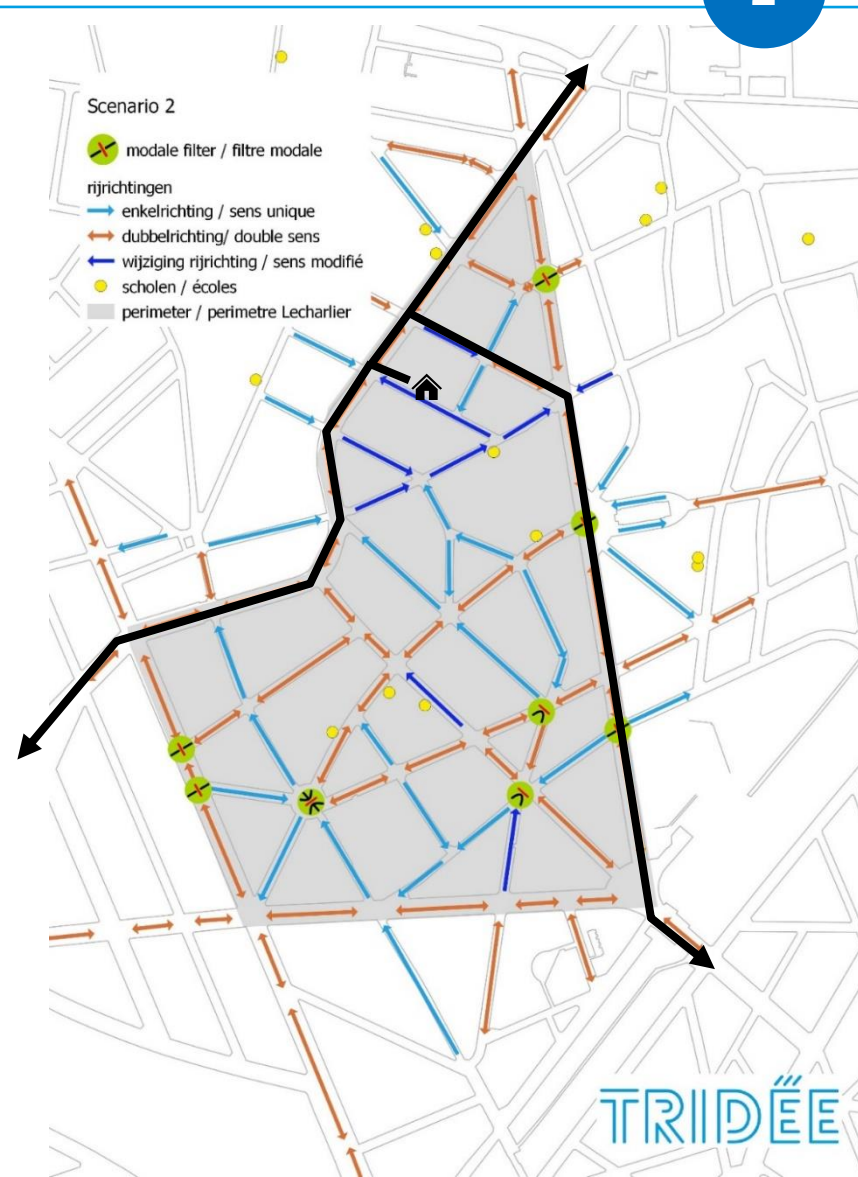 Scenario 2
modale filter / filtre modale
rijrichtingen
enkelrichting / sens unique
dubbelrichting/ double sens
wijziging rijrichting / sens modifié
scholen / écoles
perimeter / perimetre Lecharlier
TRIDËE